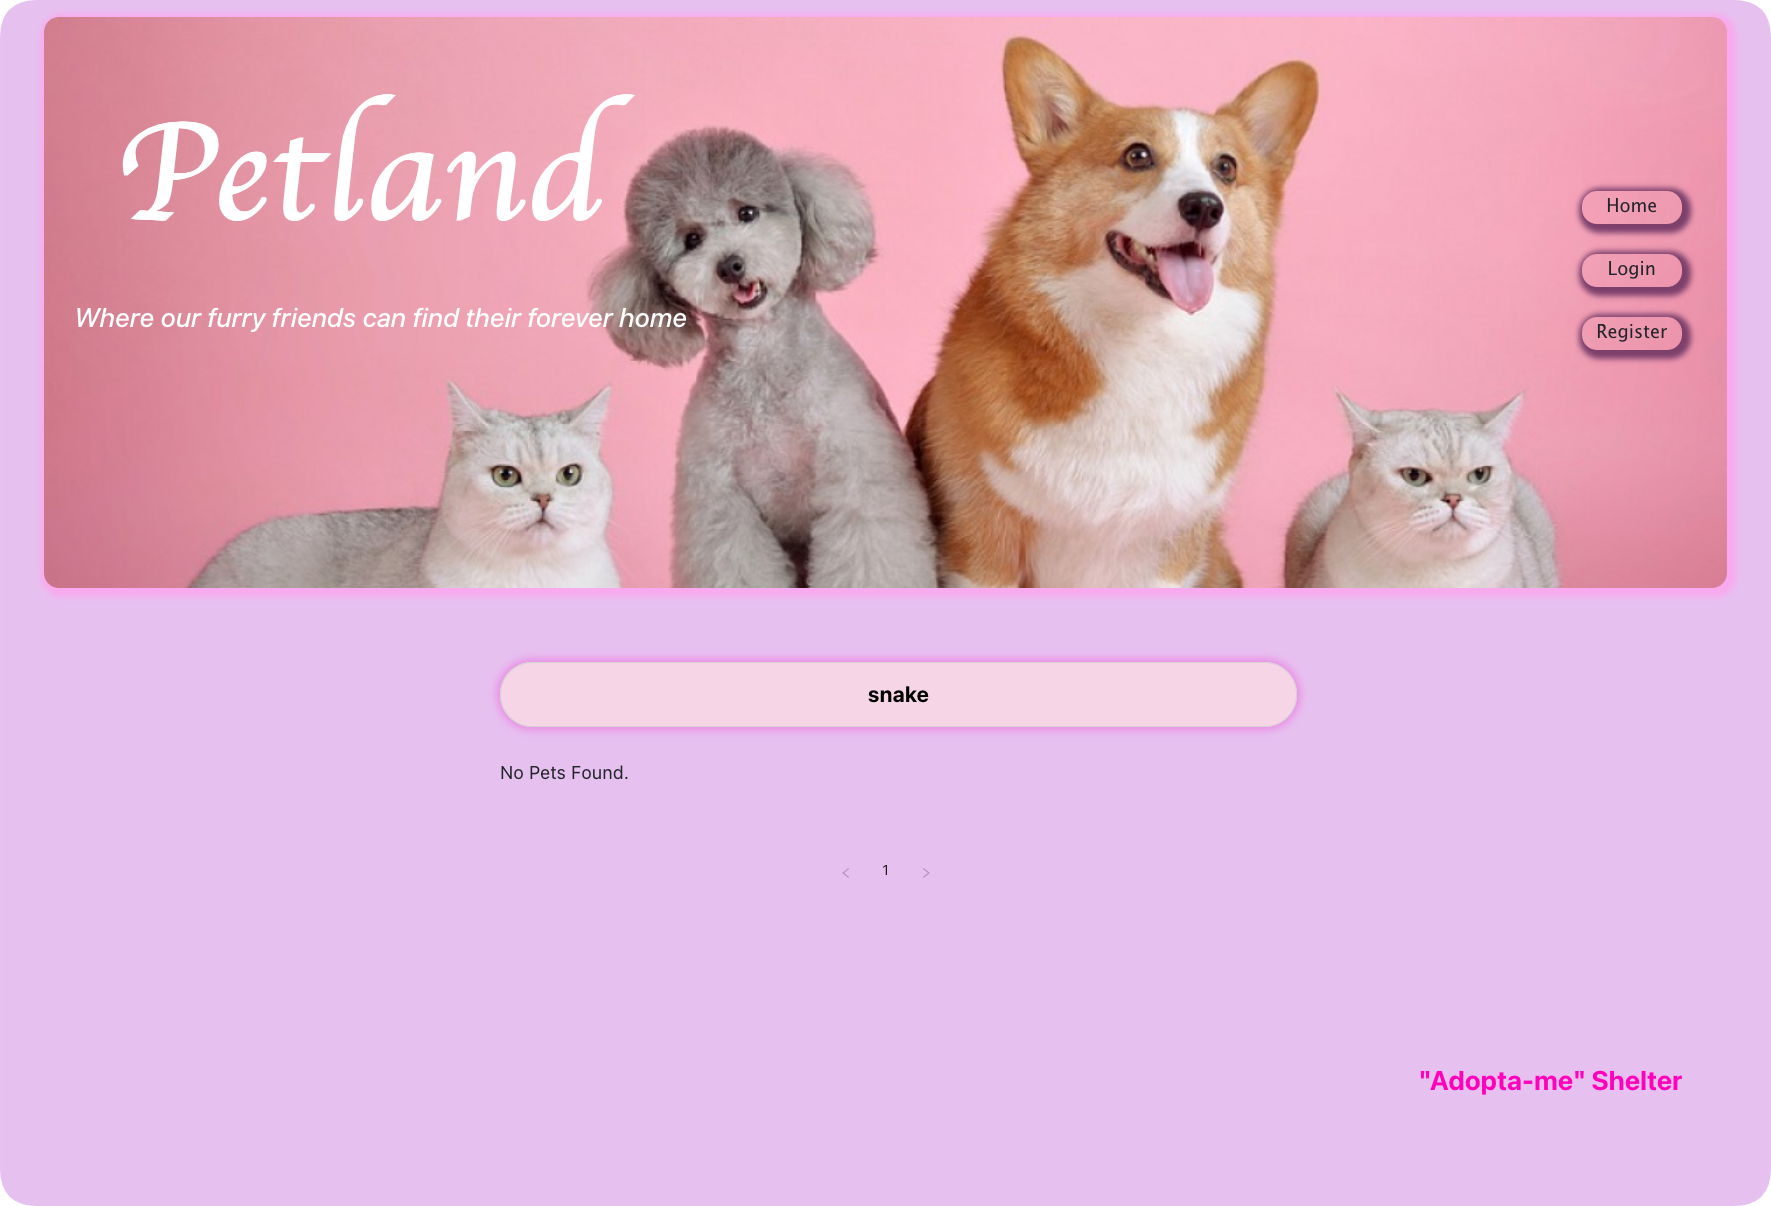 Petland
Where our furry friends can find their forever home
Home
Login
Register
snake
No Pets Found.
< 1 >
"Adopta-me" Shelter